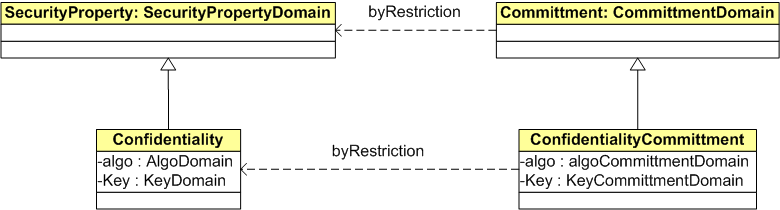 SecurityProperty: SecurityPropertyDomain
byRestriction
Committment: CommittmentDomain
Confidentiality
-algo : AlgoDomain
-Key : KeyDomain
byRestriction
ConfidentialityCommittment
-algo : algoCommittmentDomain
-Key : KeyCommittmentDomain